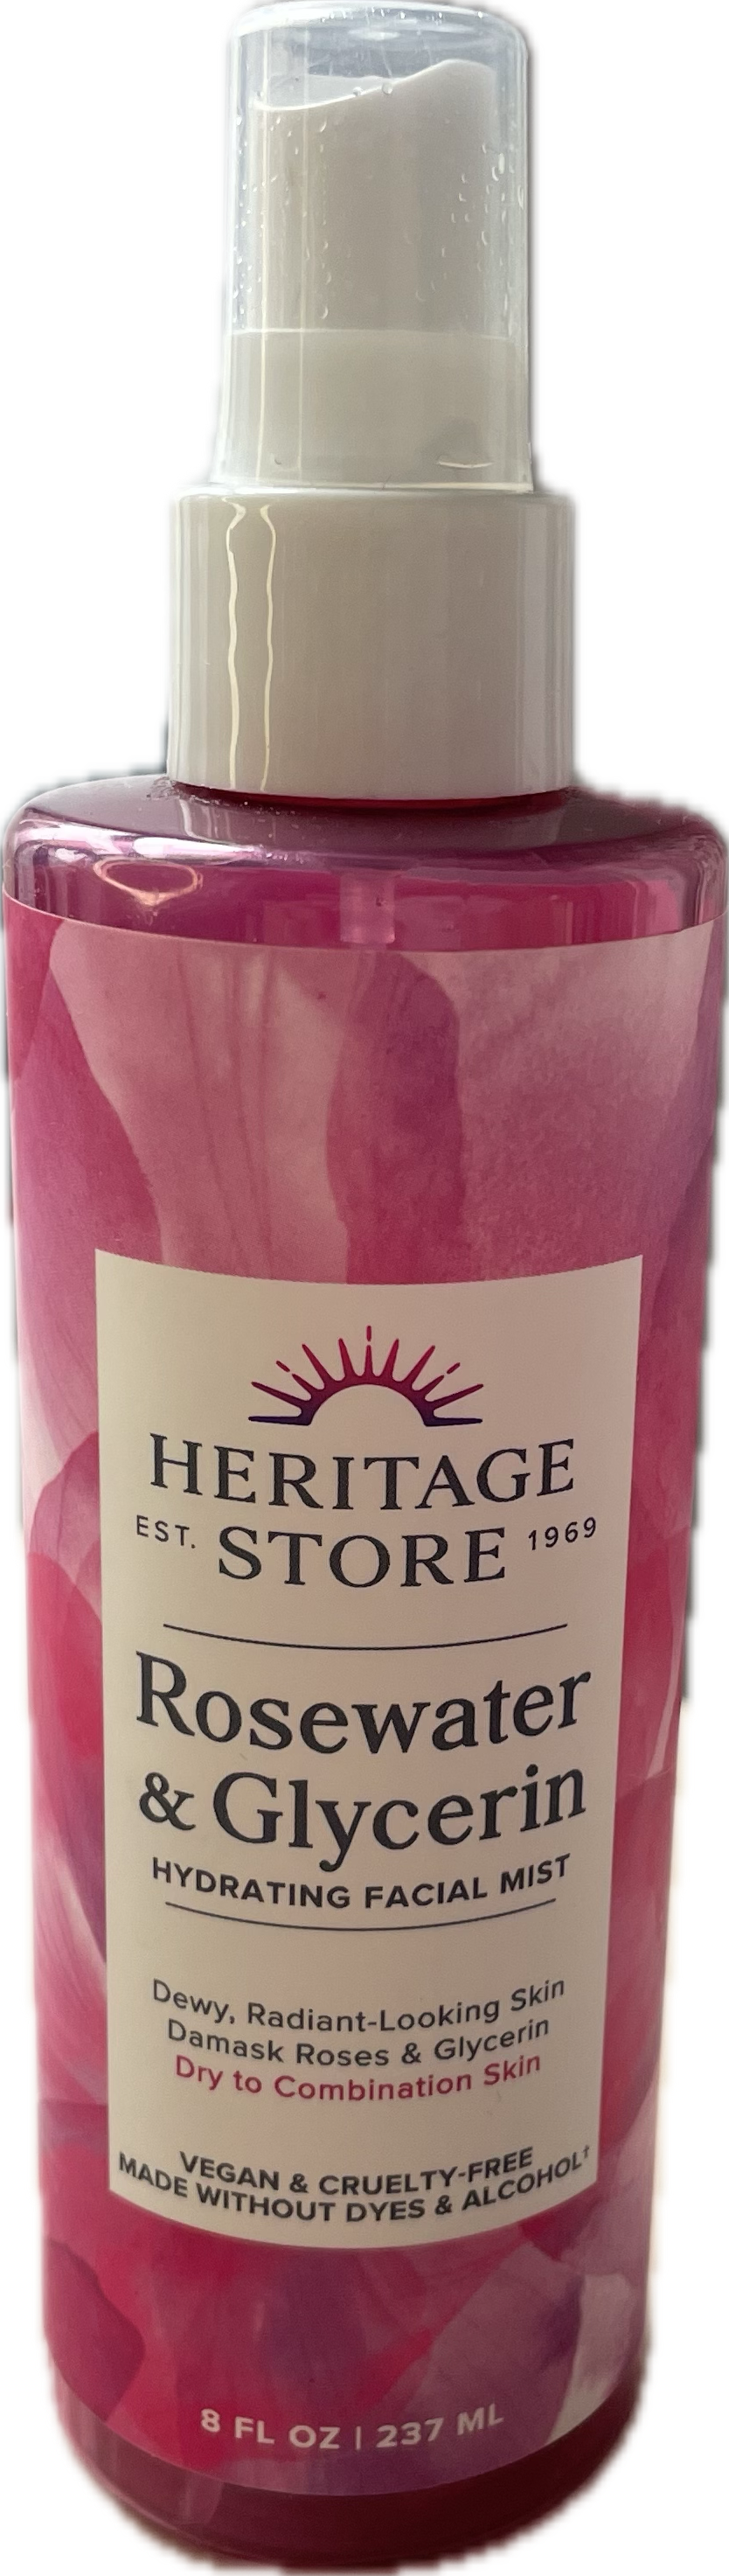 HERITAGE
EST. STORE 1969
Rosewater
& Glycerin
HYDRATING FACIAL MIST
Dewy, Radiant-Looking Skin
Damask Roses & Glycerin
Dry to Combination Skin
VEGAN & CRUELTY-FREE
MADE WITHOUT DYES & ALCOHOL†
8 FL OZ | 237 ML